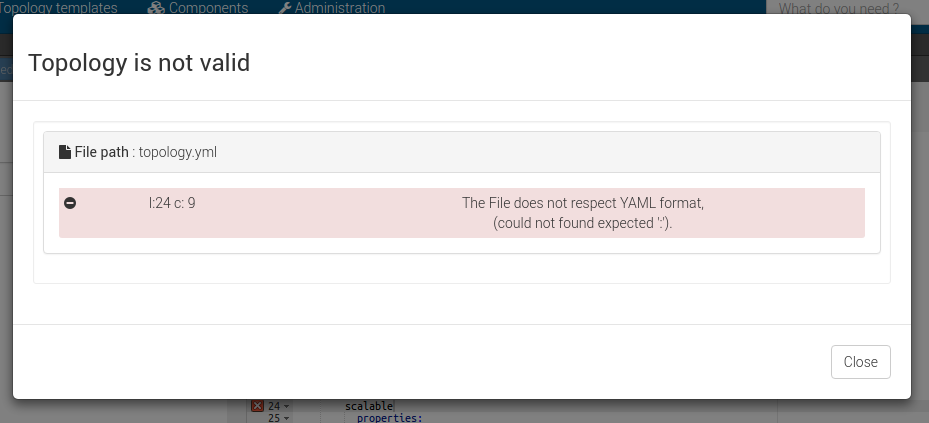 Topology templates Components Administration
What do you need ?
Topology is not valid
File path : topology.yml
l:24 c: 9 The File does not respect YAML format,
(could not found expected ':').
Close
24 scalable
25 properties: